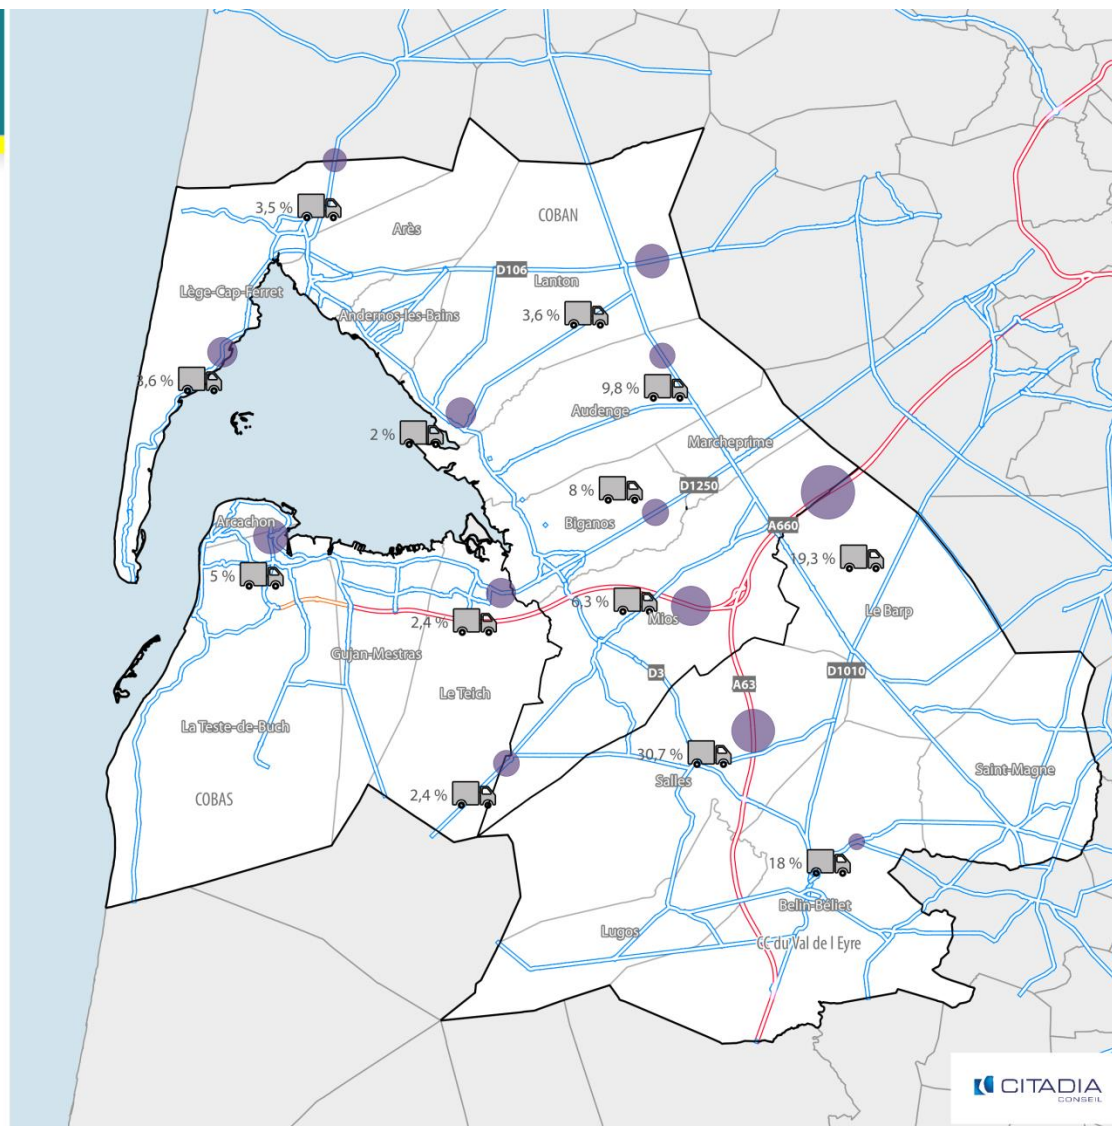 3,5 %
Arès
COBAN
D106
Lanton
Lège-Cap-Ferret
Andernos-les-Bains
3,6 %
3,6 %
9,8 %
Audenge
2 %
Marcheprime
8 %
D1250
Biganos
Arcachon
A660
19,3 %
5 %
6,3 %
Le Barp
2,4 %
Mios
Gujan-Mestras
D3
D1010
A63
Le Teich
La Teste-de-Buch
30,7 %
Salles
Saint-Magne
2,4 %
COBAS
18 %
Belin-Béliet
Lugos
CC du Val de l Eyre
CITADIA
CONSEIL